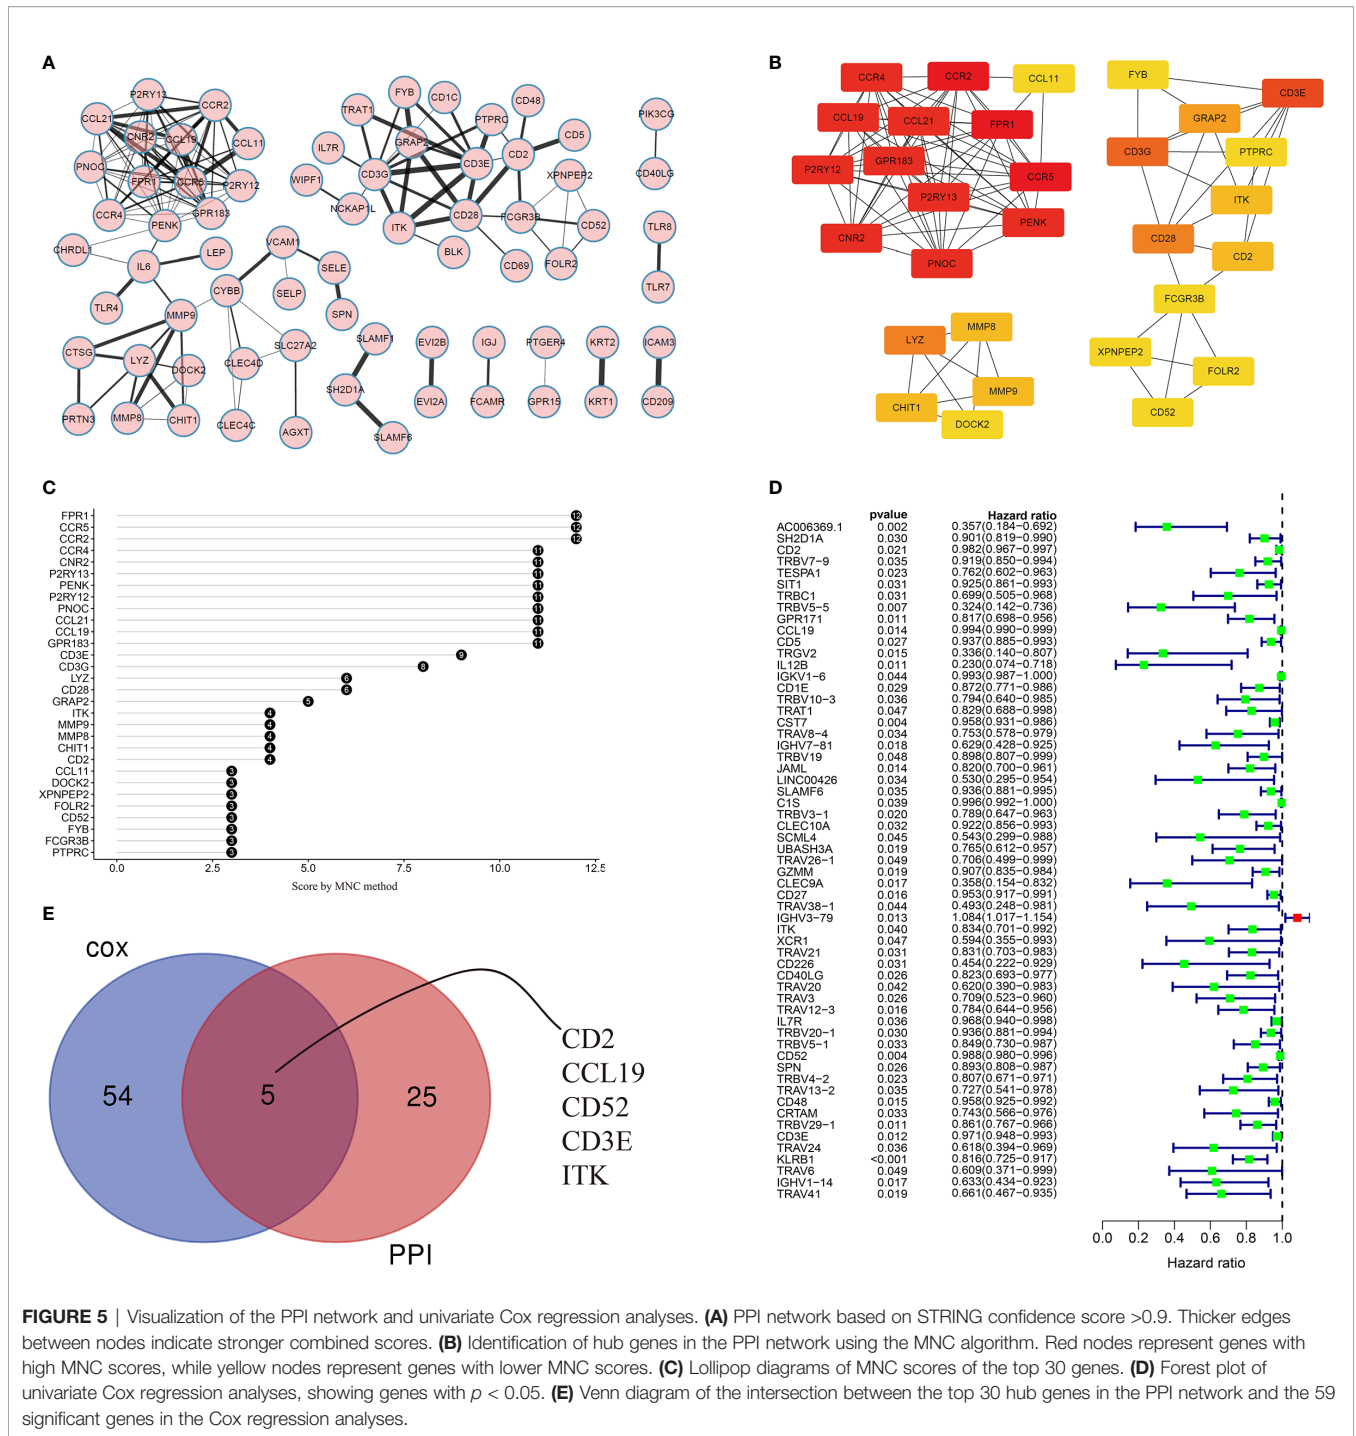 A
P2RY13
CCR2
CCL21
CNR2
CCL19
CCL11
PNOC
FPR1
CCR5
P2RY12
CCR4
GPR183
PENK
CHRDL1
IL6
LEP
TLR4
MMP9
CYBB
VCAM1
SELE
SELP
SPN
CTSG
LYZ
DOCK2
CLEC4D
SLC27A2
PRTN3
MMP8
CHIT1
CLEC4C
AGXT
FYB
CD1C
CD48
TRAT1
PTPRC
CD5
IL7R
GRAP2
CD2
WIPF1
CD3G
CD3E
XPNPEP2
NCKAP1L
CD28
FCGR3B
CD52
ITK
BLK
CD69
FOLR2
PIK3CG
CD40LG
TLR8
TLR7
SLAMF1
SH2D1A
SLAMF6
EVI2B
EVI2A
IGJ
FCAMR
PTGER4
GPR15
KRT2
KRT1
ICAM3
CD209
B
CCR4
CCR2
CCL11
CCL19
CCL21
FPR1
P2RY12
GPR183
CCR5
P2RY13
PENK
CNR2
PNOC
FYB
CD3E
GRAP2
CD3G
PTPRC
ITK
CD28
CD2
FCGR3B
XPNPEP2
FOLR2
CD52
LYZ
MMP8
MMP9
CHIT1
DOCK2
C
FPR1 12
CCR5 12
CCR2 12
CCR4 11
CNR2 11
P2RY13 11
PENK 11
P2RY12 11
PNOC 11
CCL21 11
CCL19 11
GPR183 11
CD3E 9
CD3G 8
LYZ 6
CD28 6
GRAP2 5
ITK 4
MMP9 4
MMP8 4
CHIT1 4
CD2 4
CCL11 3
DOCK2 3
XPNPEP2 3
FOLR2 3
CD52 3
FYB 3
FCGR3B 3
PTPRC 3
0.0 2.5 5.0 7.5 10.0 12.5
Score by MNC method
D
pvalue Hazard ratio
AC006369.1 0.002 0.357(0.184−0.692)
SH2D1A 0.030 0.901(0.819−0.990)
CD2 0.021 0.982(0.967−0.997)
TRBV7−9 0.035 0.919(0.850−0.994)
TESPA1 0.023 0.762(0.602−0.963)
SIT1 0.031 0.925(0.861−0.993)
TRBC1 0.031 0.699(0.505−0.968)
TRBV5−5 0.007 0.324(0.142−0.736)
GPR171 0.011 0.817(0.698−0.956)
CCL19 0.014 0.994(0.990−0.999)
CD5 0.027 0.937(0.885−0.993)
TRGV2 0.015 0.336(0.140−0.807)
IL12B 0.011 0.230(0.074−0.718)
IGKV1−6 0.044 0.993(0.987−1.000)
CD1E 0.029 0.872(0.771−0.986)
TRBV10−3 0.036 0.794(0.640−0.985)
TRAT1 0.047 0.829(0.688−0.998)
CST7 0.004 0.958(0.931−0.986)
TRAV8−4 0.034 0.753(0.578−0.979)
IGHV7−81 0.018 0.629(0.428−0.925)
TRBV19 0.048 0.898(0.807−0.999)
JAML 0.014 0.820(0.700−0.961)
LINC00426 0.034 0.530(0.295−0.954)
SLAMF6 0.035 0.936(0.881−0.995)
C1S 0.039 0.996(0.992−1.000)
TRBV3−1 0.020 0.789(0.647−0.963)
CLEC10A 0.032 0.922(0.856−0.993)
SCML4 0.045 0.543(0.299−0.988)
UBASH3A 0.019 0.765(0.612−0.957)
TRAV26−1 0.049 0.706(0.499−0.999)
GZMM 0.019 0.907(0.835−0.984)
CLEC9A 0.017 0.358(0.154−0.832)
CD27 0.016 0.953(0.917−0.991)
TRAV38−1 0.044 0.493(0.248−0.981)
IGHV3−79 0.013 1.084(1.017−1.154)
ITK 0.040 0.834(0.701−0.992)
XCR1 0.047 0.594(0.355−0.993)
TRAV21 0.031 0.831(0.703−0.983)
CD226 0.031 0.454(0.222−0.929)
CD40LG 0.026 0.823(0.693−0.977)
TRAV20 0.042 0.620(0.390−0.983)
TRAV3 0.026 0.709(0.523−0.960)
TRAV12−3 0.016 0.784(0.644−0.956)
IL7R 0.036 0.968(0.940−0.998)
TRBV20−1 0.030 0.936(0.881−0.994)
TRBV5−1 0.033 0.849(0.730−0.987)
CD52 0.004 0.988(0.980−0.996)
SPN 0.026 0.893(0.808−0.987)
TRBV4−2 0.023 0.807(0.671−0.971)
TRAV13−2 0.035 0.727(0.541−0.978)
CD48 0.015 0.958(0.925−0.992)
CRTAM 0.033 0.743(0.566−0.976)
TRBV29−1 0.011 0.861(0.767−0.966)
CD3E 0.012 0.971(0.948−0.993)
TRAV24 0.036 0.618(0.394−0.969)
KLRB1 <0.001 0.816(0.725−0.917)
TRAV6 0.049 0.609(0.371−0.999)
IGHV1−14 0.017 0.633(0.434−0.923)
TRAV41 0.019 0.661(0.467−0.935)
0.0 0.2 0.4 0.6 0.8 1.0
Hazard ratio
E
cox
54
5
25
PPI
CD2
CCL19
CD52
CD3E
ITK
FIGURE 5 | Visualization of the PPI network and univariate Cox regression analyses. (A) PPI network based on STRING confidence score >0.9. Thicker edges
between nodes indicate stronger combined scores. (B) Identification of hub genes in the PPI network using the MNC algorithm. Red nodes represent genes with
high MNC scores, while yellow nodes represent genes with lower MNC scores. (C) Lollipop diagrams of MNC scores of the top 30 genes. (D) Forest plot of
univariate Cox regression analyses, showing genes with p < 0.05. (E) Venn diagram of the intersection between the top 30 hub genes in the PPI network and the 59
significant genes in the Cox regression analyses.